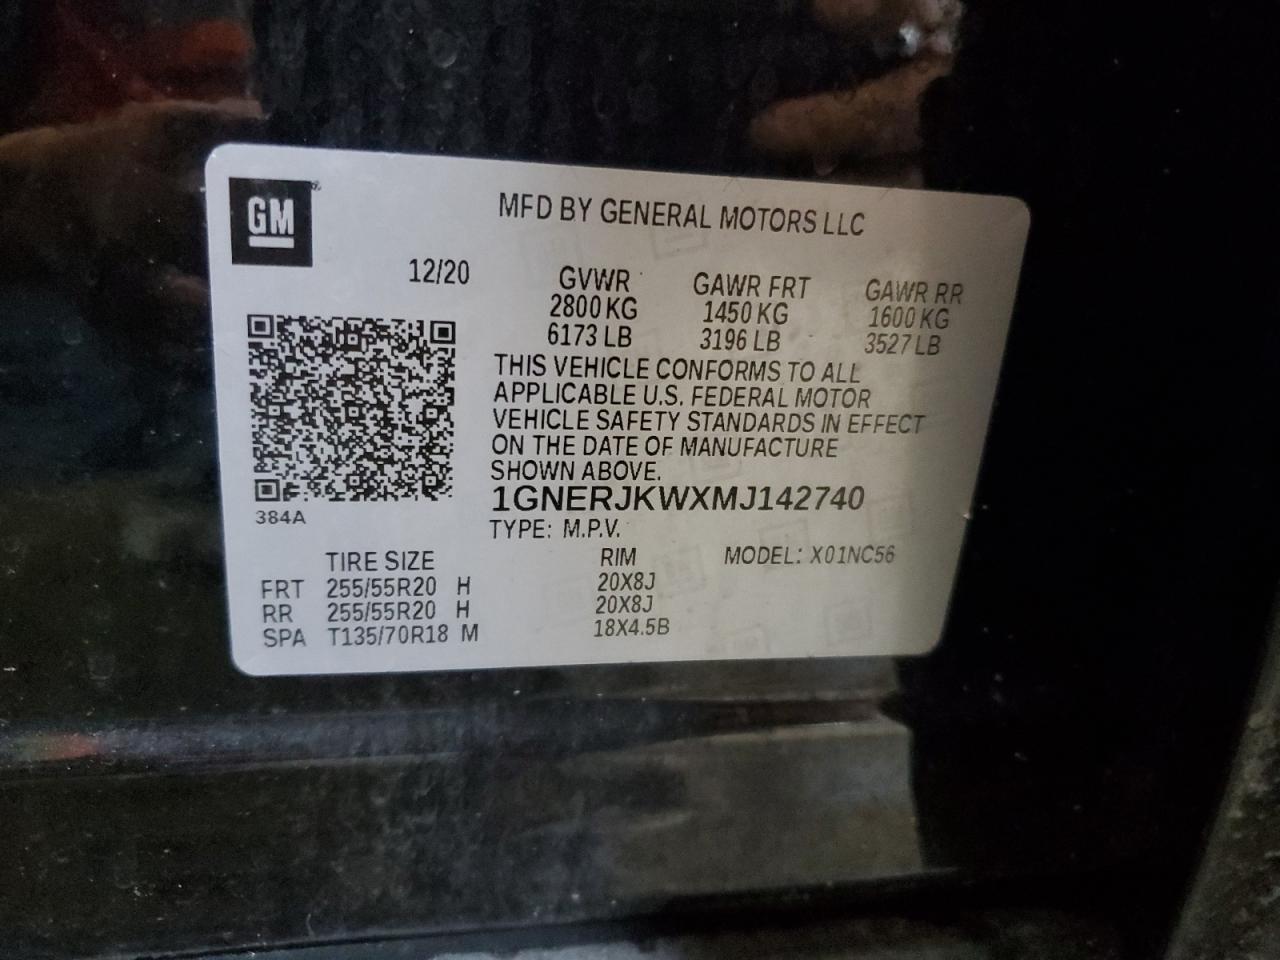 GM
MFD BY GENERAL MOTORS LLC
12/20
GVWR GAWR FRT GAWR RR
2800 KG 1450 KG 1600 KG
6173 LB 3196 LB 3527 LB
THIS VEHICLE CONFORMS TO ALL
APPLICABLE U.S. FEDERAL MOTOR
VEHICLE SAFETY STANDARDS IN EFFECT
ON THE DATE OF MANUFACTURE
SHOWN ABOVE.
1GNERJKWXMJ142740
384A
TYPE: M.P.V.
TIRE SIZE RIM MODEL: X01NC56
FRT 255/55R20 H 20X8J
RR 255/55R20 H 20X8J
SPA T135/70R18 M 18X4.5B